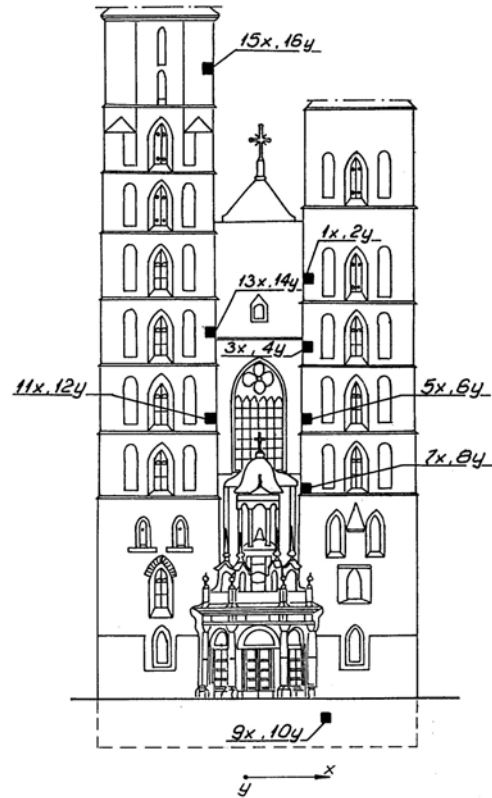 15x, 16y
1x, 2y
13x, 14y
3x, 4y
11x, 12y
5x, 6y
7x, 8y
9x, 10y
x
y